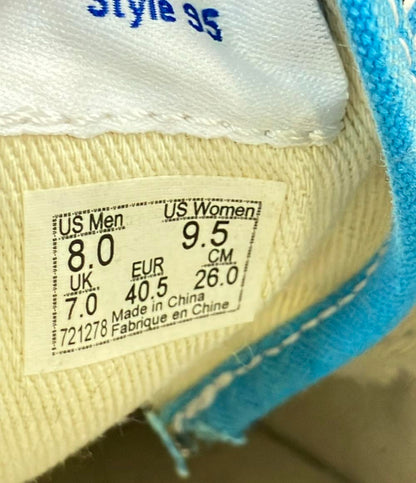 Style 95
US Men US Women
8.0 9.5
UK EUR CM
7.0 40.5 26.0
Made in China
721278 Fabrique en Chine